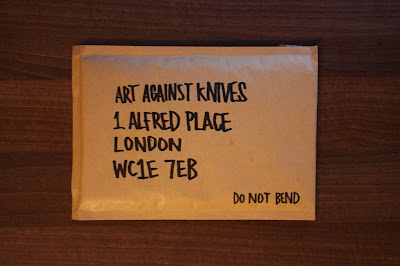 ART AGAINST KNIVES
1 ALFRED PLACE
LONDON
WC1E 7EB
DO NOT BEND